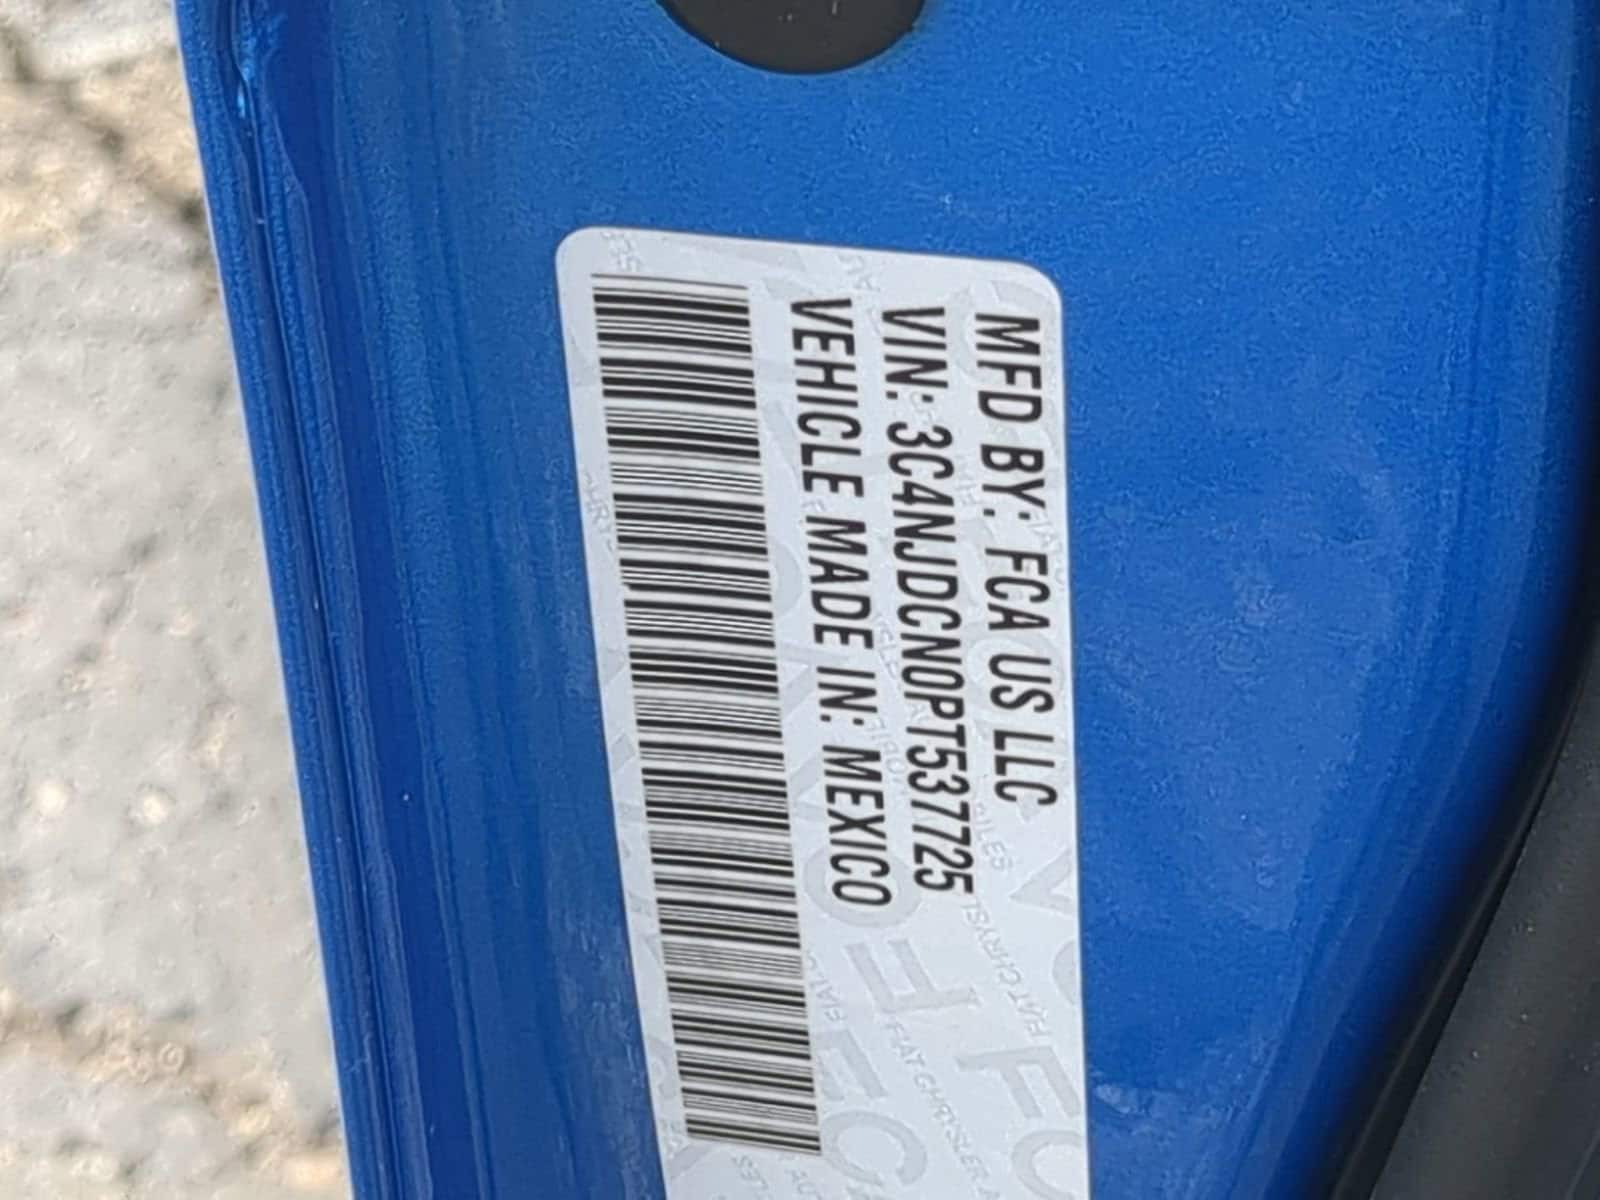 MFD BY: FCA US LLC
VIN: 3C4NJDCN0PT537725
VEHICLE MADE IN: MEXICO